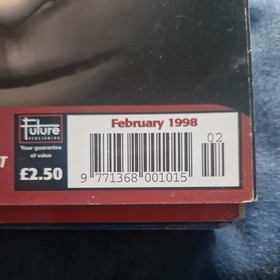 future
PUBLISHING
Your guarantee
of value
£2.50
February 1998
02
9 771368 001015